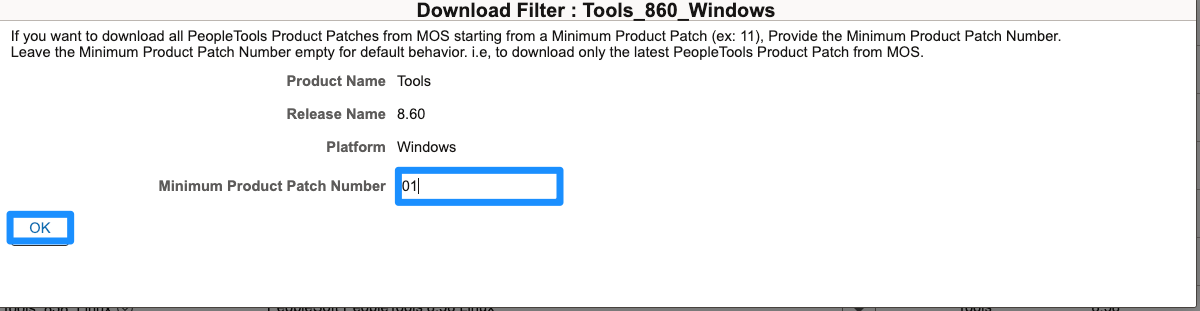 Download Filter : Tools_860_Windows
If you want to download all PeopleTools Product Patches from MOS starting from a Minimum Product Patch (ex: 11), Provide the Minimum Product Patch Number.
Leave the Minimum Product Patch Number empty for default behavior. i.e, to download only the latest PeopleTools Product Patch from MOS.
Product Name Tools
Release Name 8.60
Platform Windows
Minimum Product Patch Number 01
OK